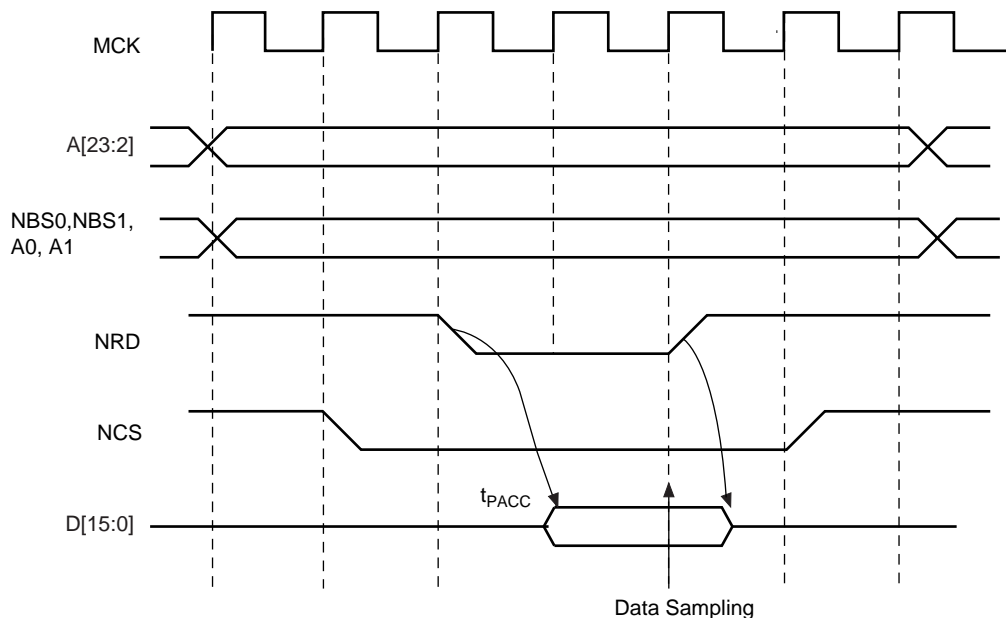 MCK
A[23:2]
NBS0,NBS1,
A0, A1
NRD
NCS
tPACC
D[15:0]
Data Sampling